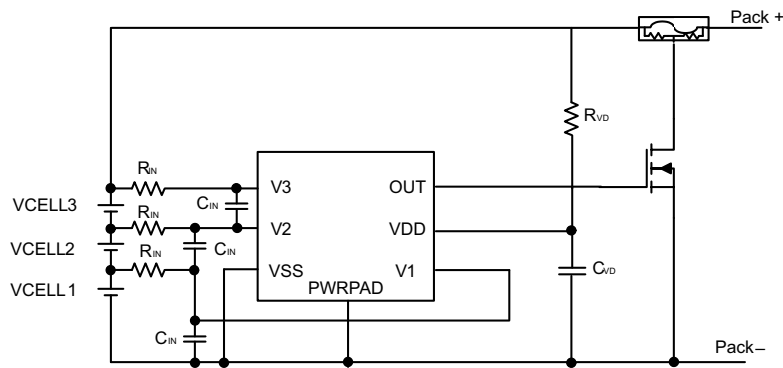 Pack +
RVD
RIN
V3
OUT
VCELL3
RIN
CIN
V2
VDD
VCELL2
RIN
CIN
VSS
V1
CVD
VCELL1
PWRPAD
CIN
Pack–